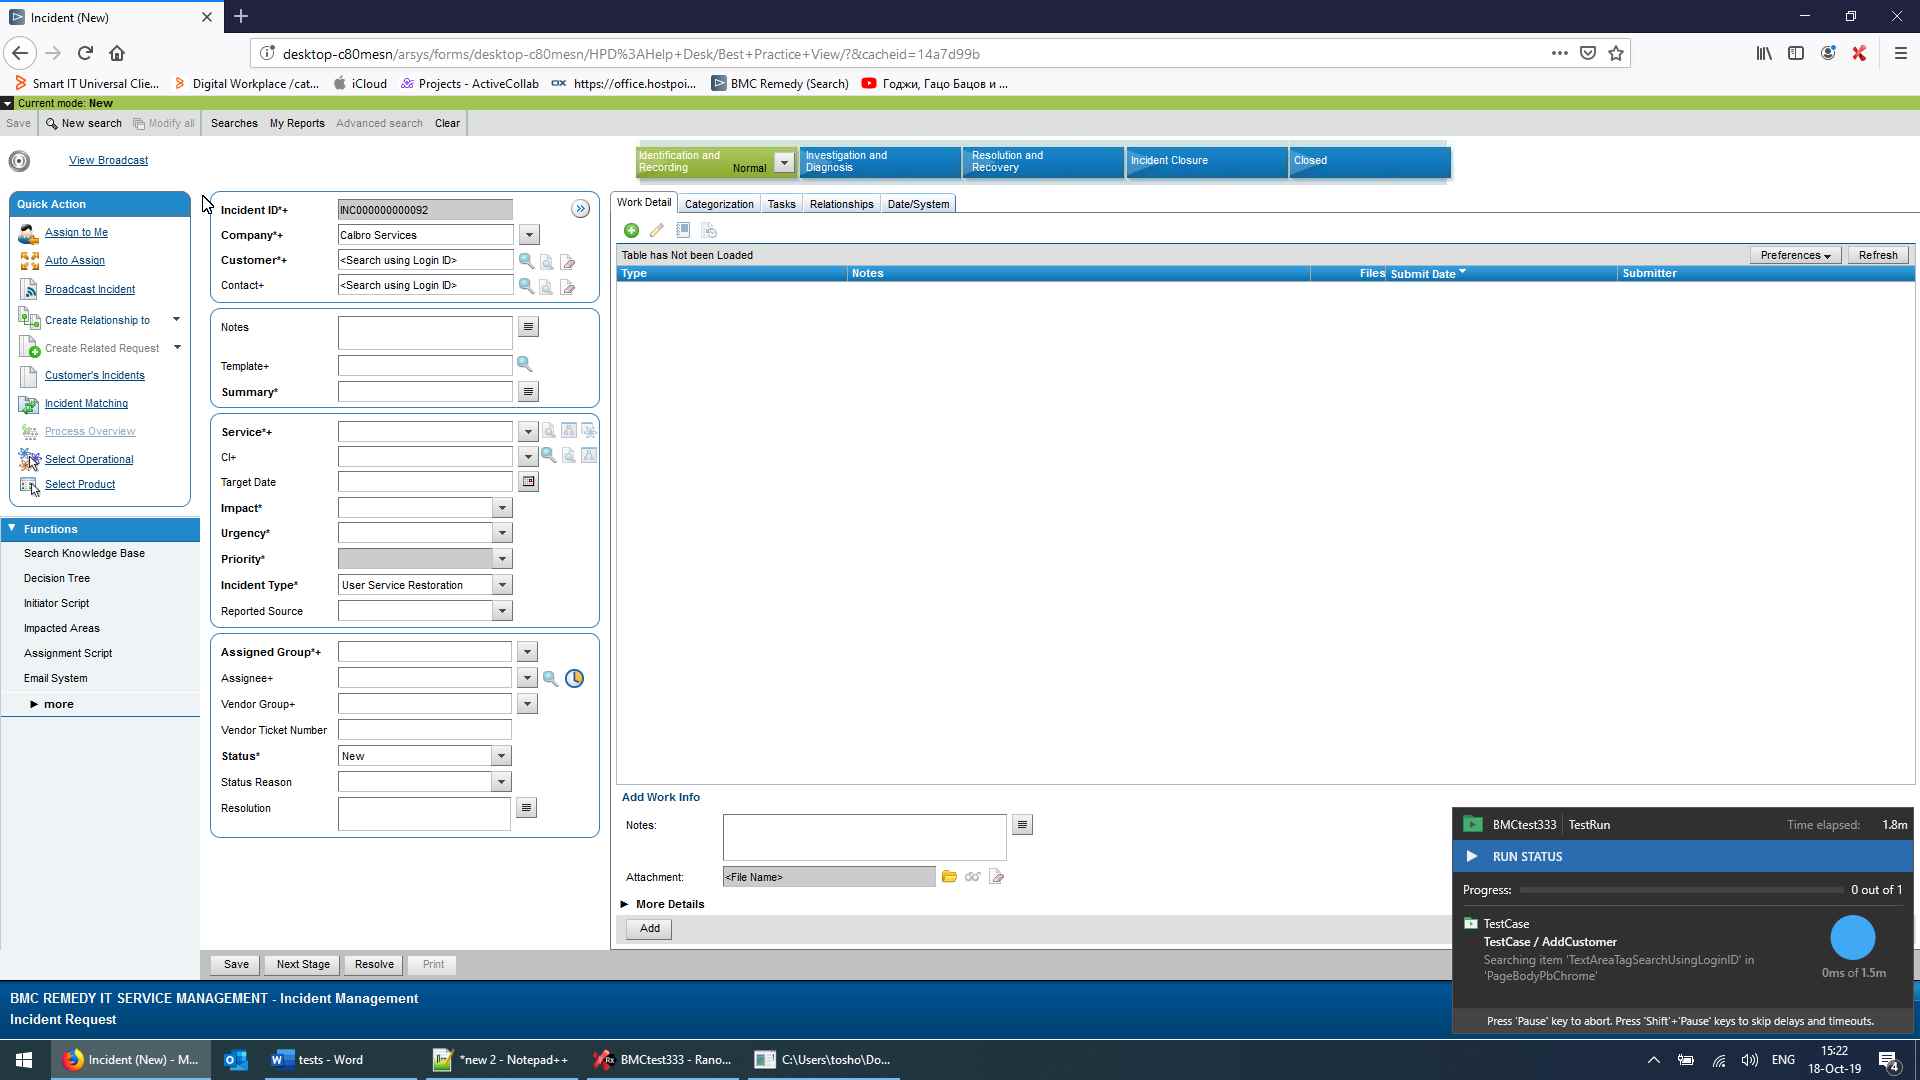 Incident (New)
desktop-c80mesn/arsys/forms/desktop-c80mesn/HPD%3AHelp+Desk/Best+Practice+View/?&cacheid=14a7d99b
Smart IT Universal Clie...
Digital Workplace /cat...
iCloud
Projects - ActiveCollab
https://office.hostpoi...
BMC Remedy (Search)
Годжи, Гацо Бацов и ...
Current mode: New
Save
New search
Modify all
Searches
My Reports
Advanced search
Clear
View Broadcast
Identification and
Recording
Normal
Investigation and
Diagnosis
Resolution and
Recovery
Incident Closure
Closed
Quick Action
Assign to Me
Auto Assign
Broadcast Incident
Create Relationship to
Create Related Request
Customer's Incidents
Incident Matching
Process Overview
Select Operational
Select Product
Functions
Search Knowledge Base
Decision Tree
Initiator Script
Impacted Areas
Assignment Script
Email System
more
Incident ID*+
INC000000000092
Company*+
Calbro Services
Customer*+
<Search using Login ID>
Contact+
<Search using Login ID>
Notes
Template+
Summary*
Service*+
CI+
Target Date
Impact*
Urgency*
Priority*
Incident Type*
User Service Restoration
Reported Source
Assigned Group*+
Assignee+
Vendor Group+
Vendor Ticket Number
Status*
New
Status Reason
Resolution
Work Detail
Categorization
Tasks
Relationships
Date/System
Table has Not been Loaded
Preferences
Refresh
Type
Notes
Files
Submit Date
Submitter
Add Work Info
Notes:
Attachment:
<File Name>
More Details
Add
Save
Next Stage
Resolve
Print
BMC REMEDY IT SERVICE MANAGEMENT - Incident Management
Incident Request
BMCtest333
TestRun
Time elapsed:
1.8m
RUN STATUS
Progress:
0 out of 1
TestCase
TestCase / AddCustomer
Searching item 'TextAreaTagSearchUsingLoginID' in
'PageBodyPbChrome'
0ms of 1.5m
Press 'Pause' key to abort. Press 'Shift'+'Pause' keys to skip delays and timeouts.
Incident (New) - M...
tests - Word
*new 2 - Notepad++
BMCtest333 - Rano...
C:\Users\tosho\Do...
ENG
15:22
18-Oct-19
4